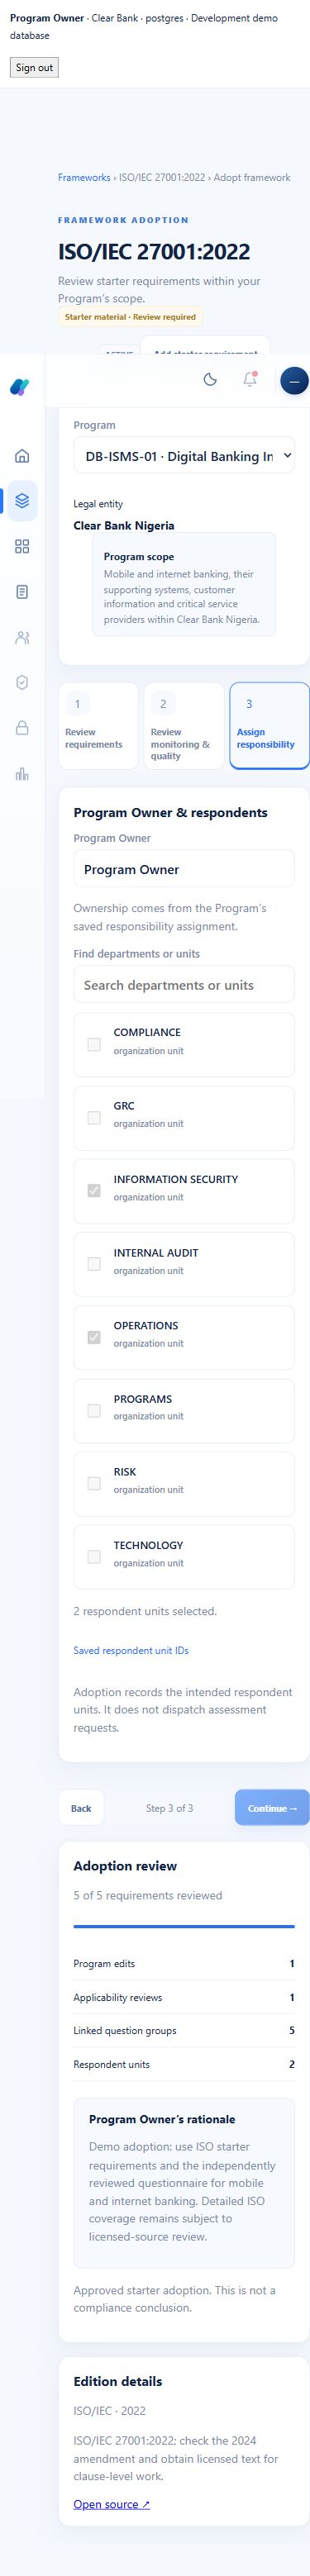 Program Owner · Clear Bank · postgres · Development demo
database
Sign out
Frameworks › ISO/IEC 27001:2022 › Adopt framework
FRAMEWORK ADOPTION
ISO/IEC 27001:2022
Review starter requirements within your
Program's scope.
Starter material · Review required
ACTIVE
Add starter requirement
Program
DB-ISMS-01 · Digital Banking In
Legal entity
Clear Bank Nigeria
Program scope
Mobile and internet banking, their
supporting systems, customer
information and critical service
providers within Clear Bank Nigeria.
1
Review
requirements
2
Review
monitoring &
quality
3
Assign
responsibility
Program Owner & respondents
Program Owner
Program Owner
Ownership comes from the Program's
saved responsibility assignment.
Find departments or units
Search departments or units
COMPLIANCE
organization unit
GRC
organization unit
INFORMATION SECURITY
organization unit
INTERNAL AUDIT
organization unit
OPERATIONS
organization unit
PROGRAMS
organization unit
RISK
organization unit
TECHNOLOGY
organization unit
2 respondent units selected.
Saved respondent unit IDs
Adoption records the intended respondent
units. It does not dispatch assessment
requests.
Back
Step 3 of 3
Continue →
Adoption review
5 of 5 requirements reviewed
Program edits 1
Applicability reviews 1
Linked question groups 5
Respondent units 2
Program Owner's rationale
Demo adoption: use ISO starter
requirements and the independently
reviewed questionnaire for mobile
and internet banking. Detailed ISO
coverage remains subject to
licensed-source review.
Approved starter adoption. This is not a
compliance conclusion.
Edition details
ISO/IEC · 2022
ISO/IEC 27001:2022; check the 2024
amendment and obtain licensed text for
clause-level work.
Open source ↗